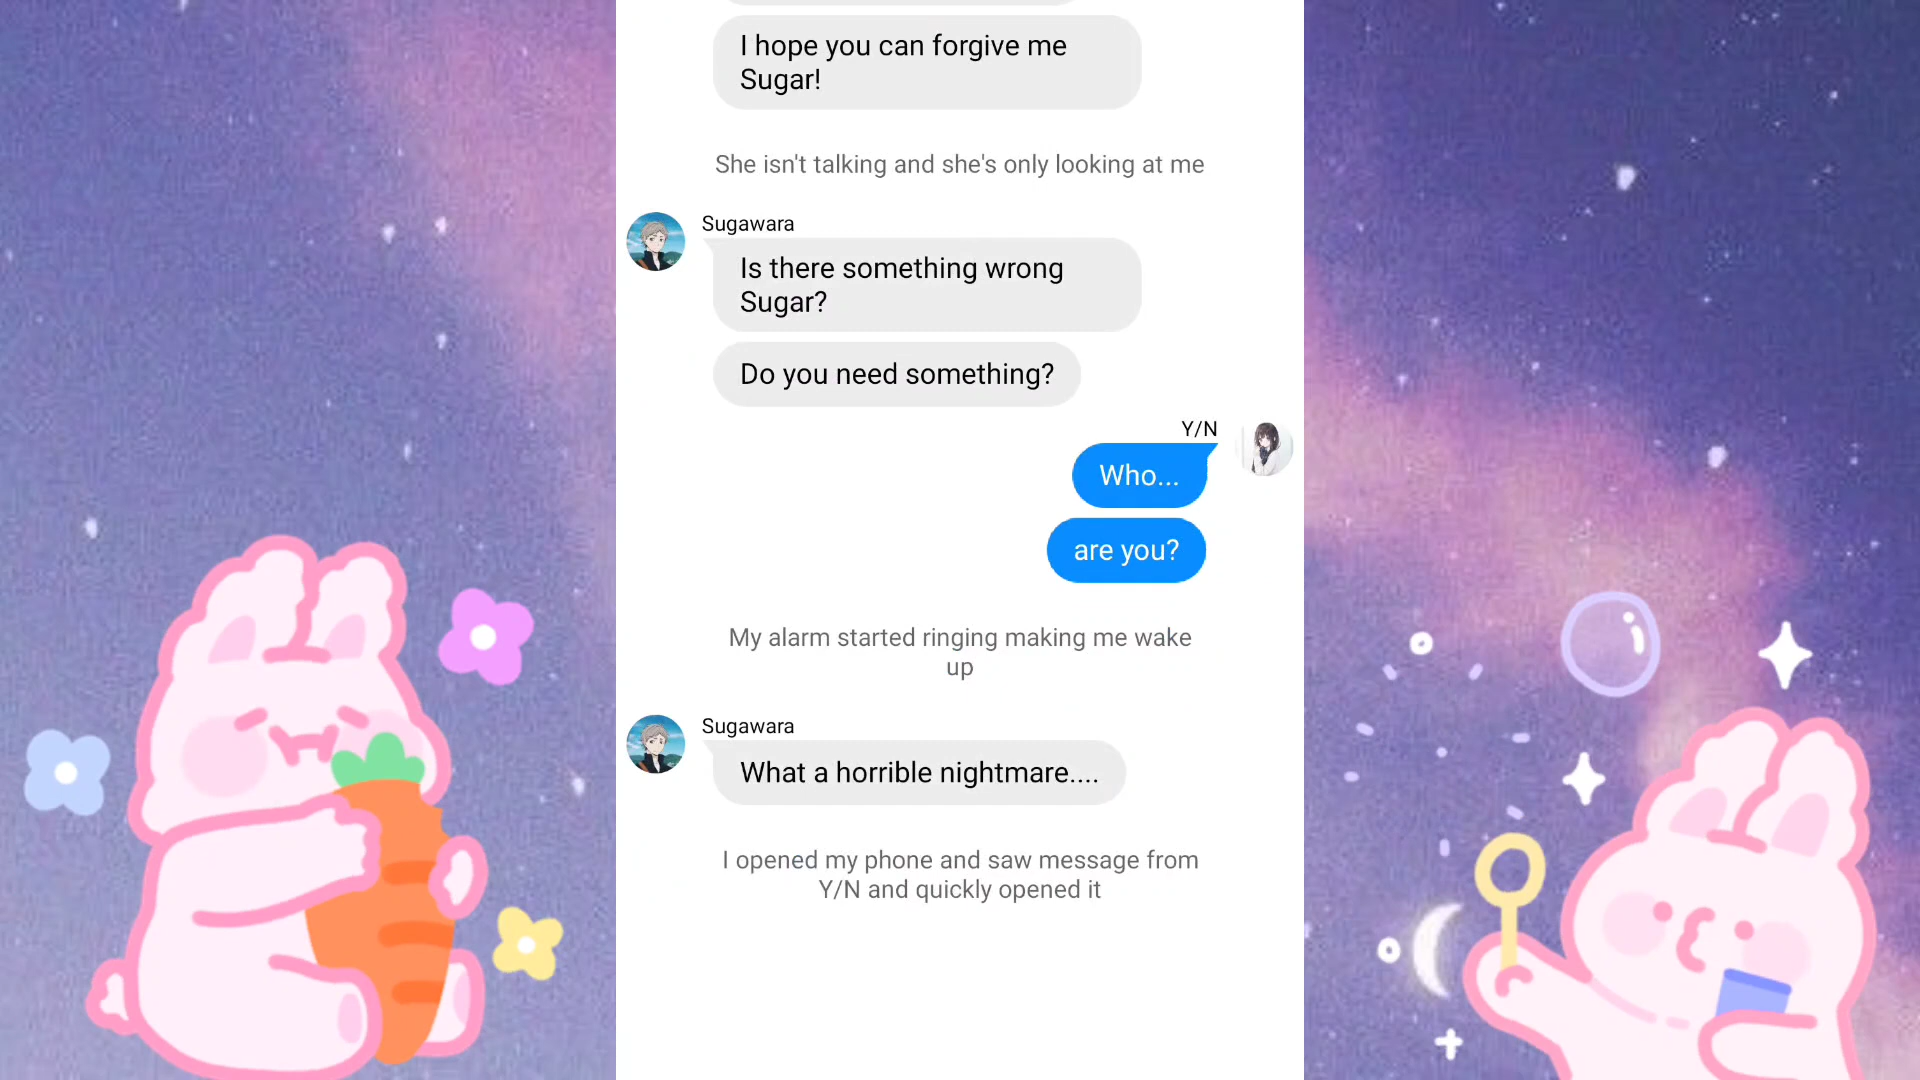 I hope you can forgive me
Sugar!
She isn't talking and she's only looking at me
Sugawara
Is there something wrong
Sugar?
Do you need something?
Y/N
Who...
are you?
My alarm started ringing making me wake
up
Sugawara
What a horrible nightmare....
I opened my phone and saw message from
Y/N and quickly opened it